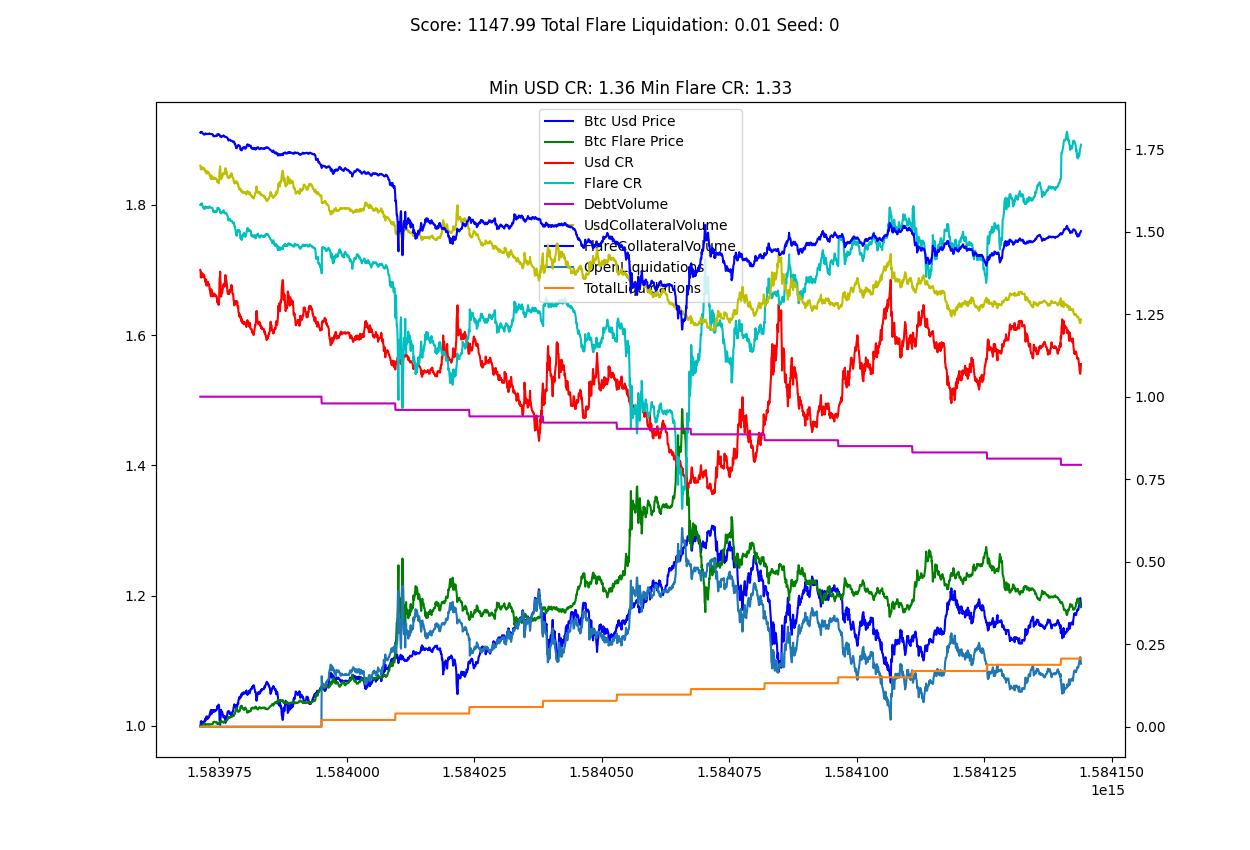 Score: 1147.99 Total Flare Liquidation: 0.01 Seed: 0
Min USD CR: 1.36 Min Flare CR: 1.33
Btc Usd Price
Btc Flare Price
Usd CR
Flare CR
DebtVolume
UsdCollateralVolume
FlareCollateralVolume
OpenLiquidations
TotalLiquidations
1.8
1.6
1.4
1.2
1.0
1.75
1.50
1.25
1.00
0.75
0.50
0.25
0.00
1.583975 1.584000 1.584025 1.584050 1.584075 1.584100 1.584125 1.584150
1e15